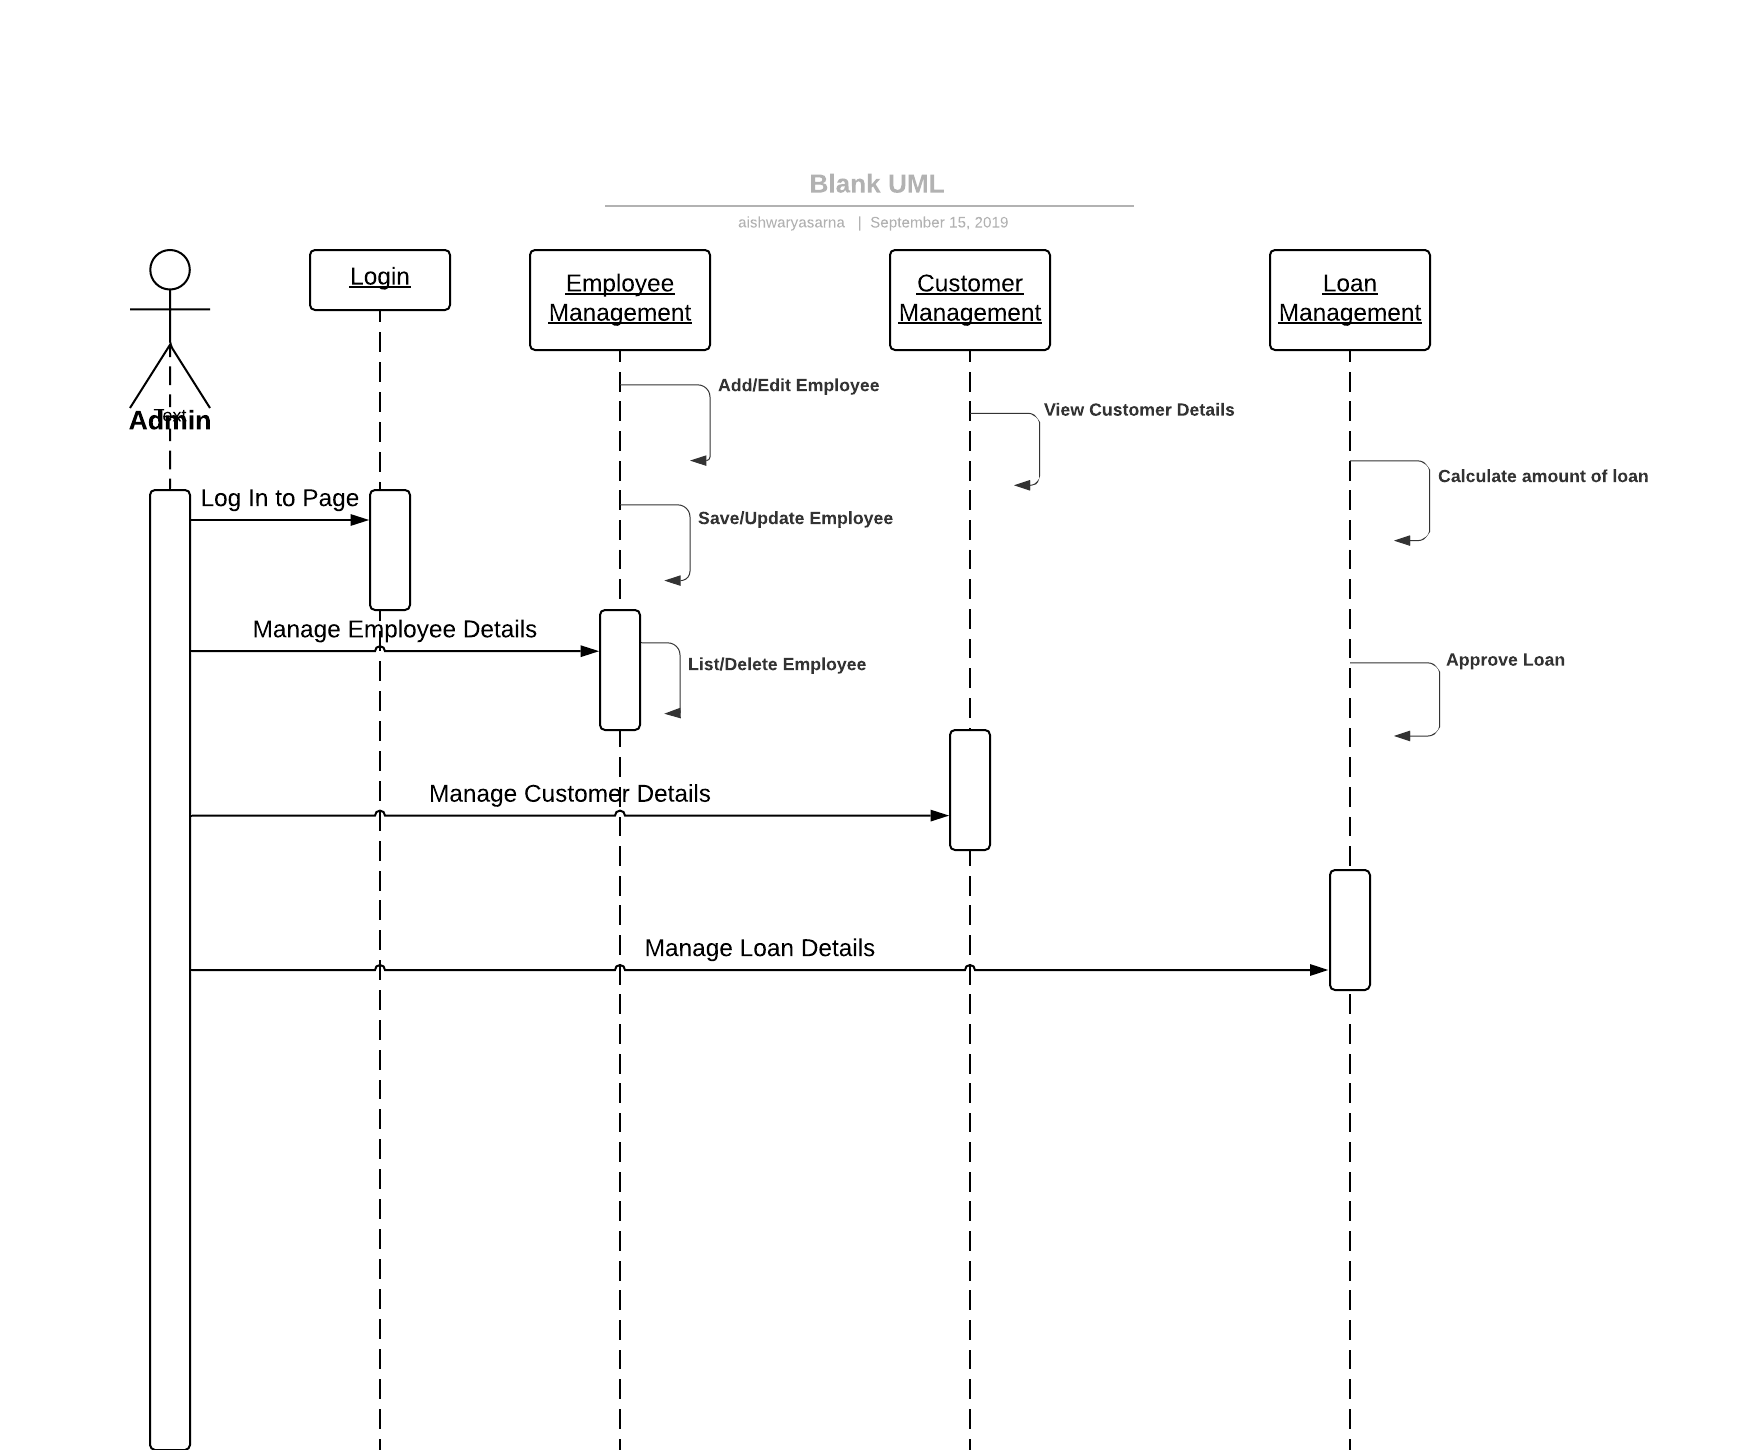 Blank UML
aishwaryasarna | September 15, 2019
Login
Employee
Management
Customer
Management
Loan
Management
Add/Edit Employee
View Customer Details
Text
Admin
Calculate amount of loan
Log In to Page
Save/Update Employee
Manage Employee Details
List/Delete Employee
Approve Loan
Manage Customer Details
Manage Loan Details